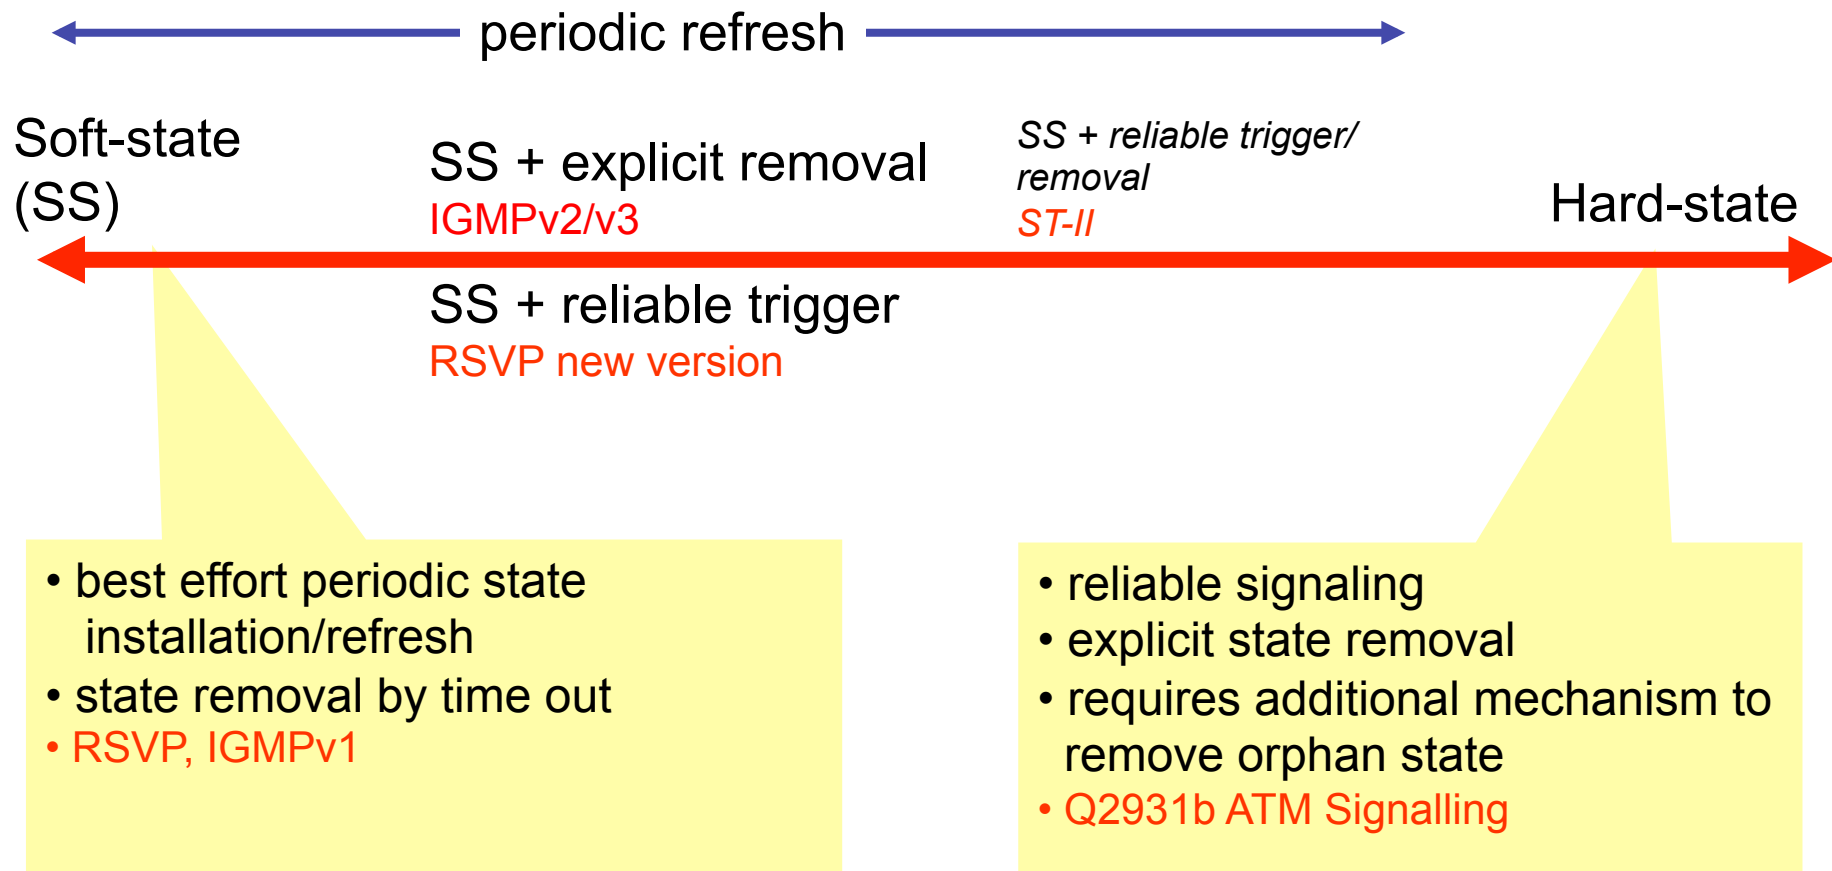 periodic refresh
Soft-state
(SS)
SS + explicit removal
IGMPv2/v3
SS + reliable trigger/
removal
ST-II
Hard-state
SS + reliable trigger
RSVP new version
• best effort periodic state
installation/refresh
• state removal by time out
• RSVP, IGMPv1
• reliable signaling
• explicit state removal
• requires additional mechanism to
remove orphan state
• Q2931b ATM Signalling